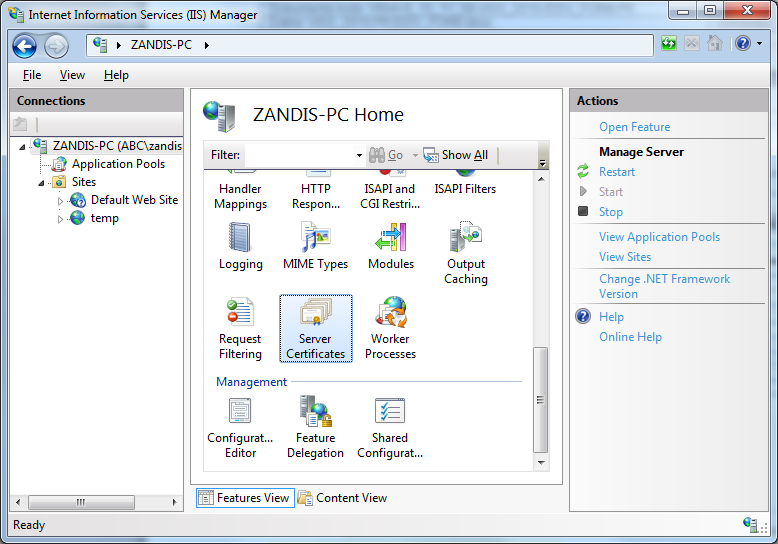 Internet Information Services (IIS) Manager
ZANDIS-PC
File View Help
Connections
ZANDIS-PC (ABC\zandis
Application Pools
Sites
Default Web Site
temp
ZANDIS-PC Home
Filter: Go Show All
Handler Mappings
HTTP Respon...
ISAPI and CGI Restri...
ISAPI Filters
Logging
MIME Types
Modules
Output Caching
Request Filtering
Server Certificates
Worker Processes
Management
Configurat... Editor
Feature Delegation
Shared Configurat...
Features View
Content View
Actions
Open Feature
Manage Server
Restart
Start
Stop
View Application Pools
View Sites
Change .NET Framework
Version
Help
Online Help
Ready